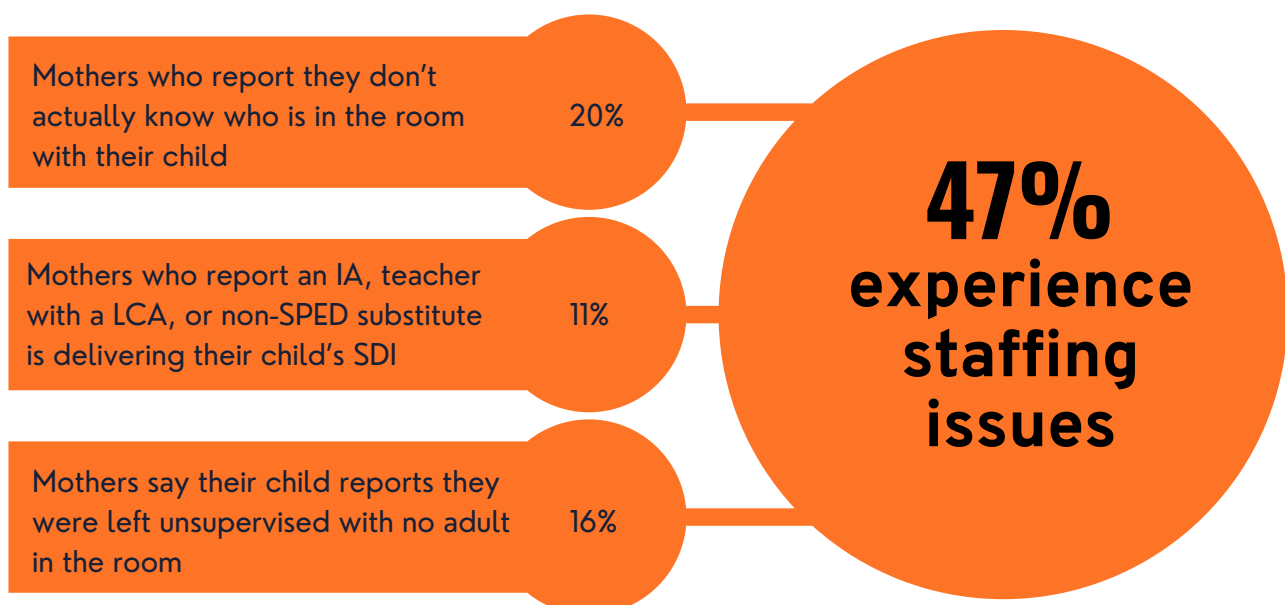 Mothers who report they don’t
actually know who is in the room
with their child
20%
Mothers who report an IA, teacher
with a LCA, or non-SPED substitute
is delivering their child’s SDI
11%
Mothers say their child reports they
were left unsupervised with no adult
in the room
16%
47%
experience
staffing
issues